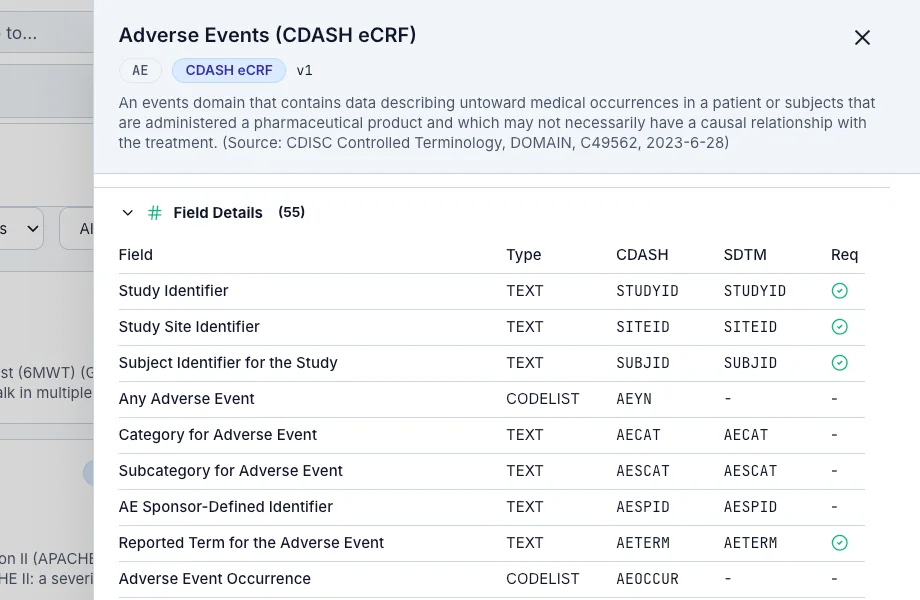 Adverse Events (CDASH eCRF)
AE CDASH eCRF v1
An events domain that contains data describing untoward medical occurrences in a patient or subjects that
are administered a pharmaceutical product and which may not necessarily have a causal relationship with
the treatment. (Source: CDISC Controlled Terminology, DOMAIN, C49562, 2023-6-28)
# Field Details (55)
Field Type CDASH SDTM Req
Study Identifier TEXT STUDYID STUDYID
Study Site Identifier TEXT SITEID SITEID
Subject Identifier for the Study TEXT SUBJID SUBJID
Any Adverse Event CODELIST AEYN - -
Category for Adverse Event TEXT AECAT AECAT -
Subcategory for Adverse Event TEXT AESCAT AESCAT -
AE Sponsor-Defined Identifier TEXT AESPID AESPID -
Reported Term for the Adverse Event TEXT AETERM AETERM
Adverse Event Occurrence CODELIST AEOCCUR - -
to...
st (6MWT)
alk in multiple
on II (APACHE
HE II: a severi